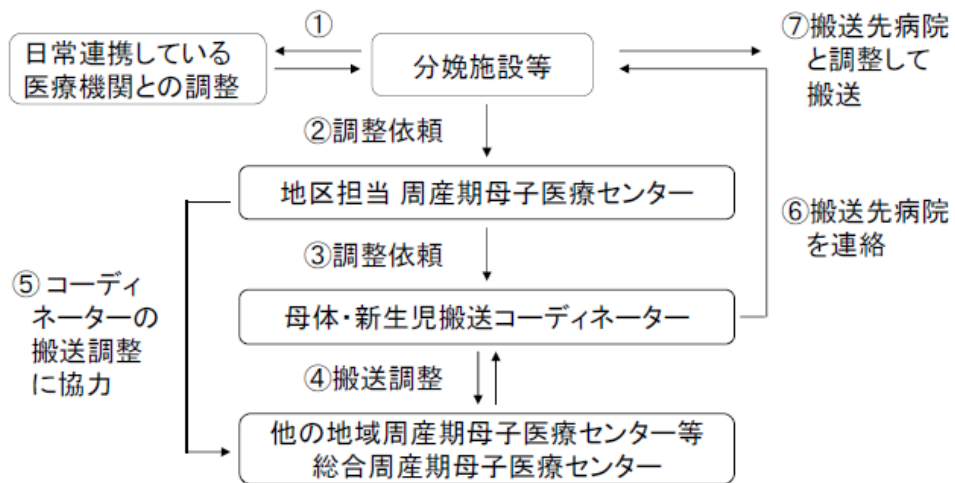 ①
日常連携している
医療機関との調整
分娩施設等
⑦搬送先病院
と調整して
搬送
②調整依頼
地区担当 周産期母子医療センター
③調整依頼
⑥搬送先病院
を連絡
⑤コーディ
ネーターの
搬送調整
に協力
母体・新生児搬送コーディネーター
④搬送調整
他の地域周産期母子医療センター等
総合周産期母子医療センター